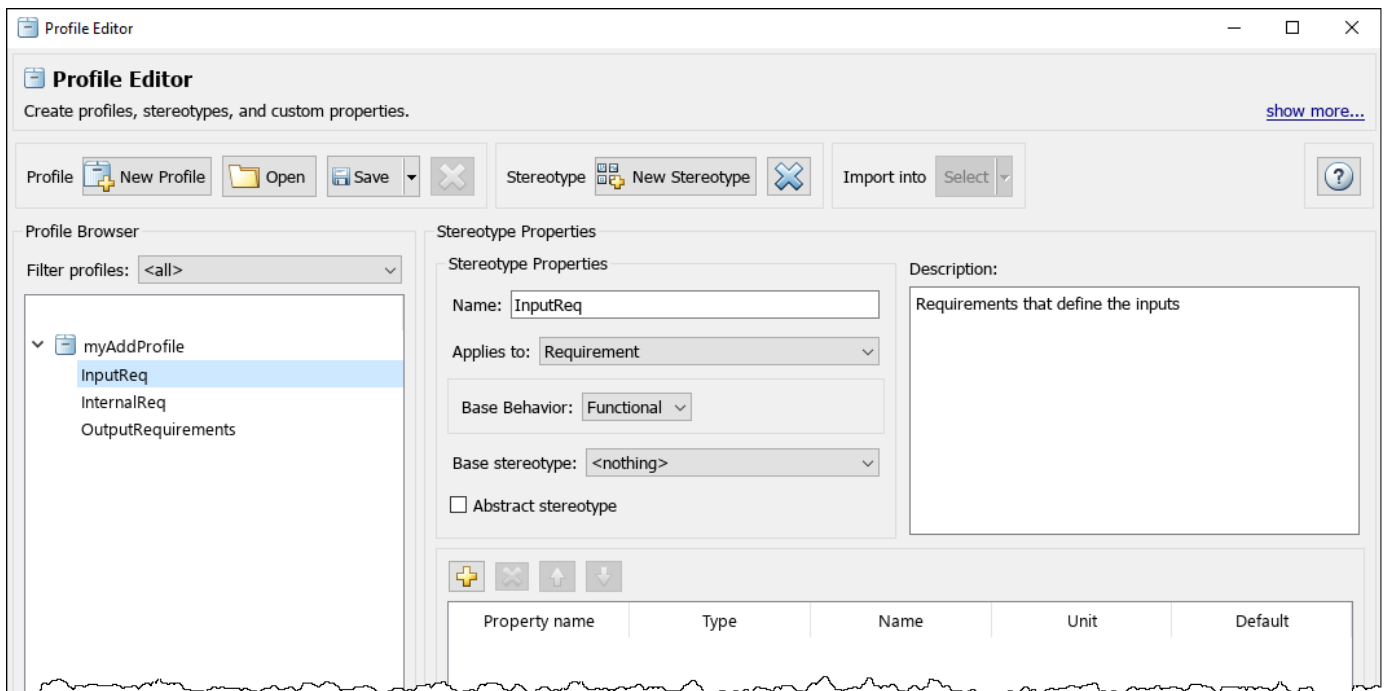 Profile Editor
Profile Editor
Create profiles, stereotypes, and custom properties.
show more...
Profile New Profile Open Save Stereotype New Stereotype Import into Select ?
Profile Browser
Filter profiles: <all>
myAddProfile
InputReq
InternalReq
OutputRequirements
Stereotype Properties
Stereotype Properties
Name: InputReq
Applies to: Requirement
Base Behavior: Functional
Base stereotype: <nothing>
Abstract stereotype
Description:
Requirements that define the inputs
Property name Type Name Unit Default